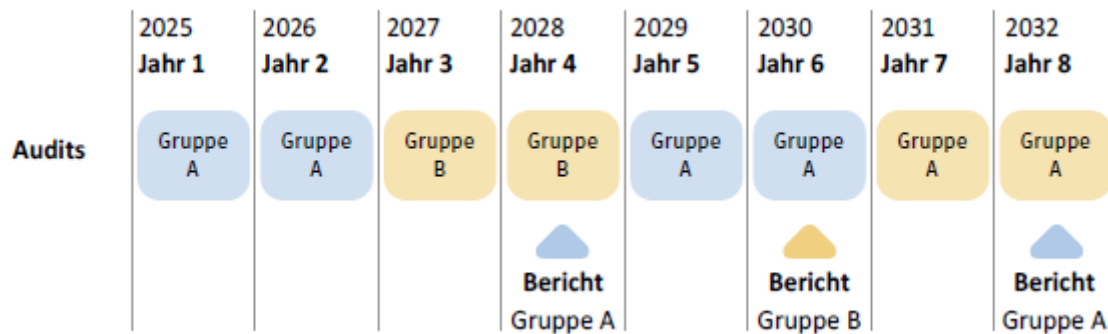 2025 2026 2027 2028 2029 2030 2031 2032
Jahr 1 Jahr 2 Jahr 3 Jahr 4 Jahr 5 Jahr 6 Jahr 7 Jahr 8
Audits
Gruppe A
Gruppe A
Gruppe B
Gruppe B
Gruppe A
Gruppe A
Gruppe A
Gruppe A
Bericht Bericht Bericht
Gruppe A Gruppe B Gruppe A